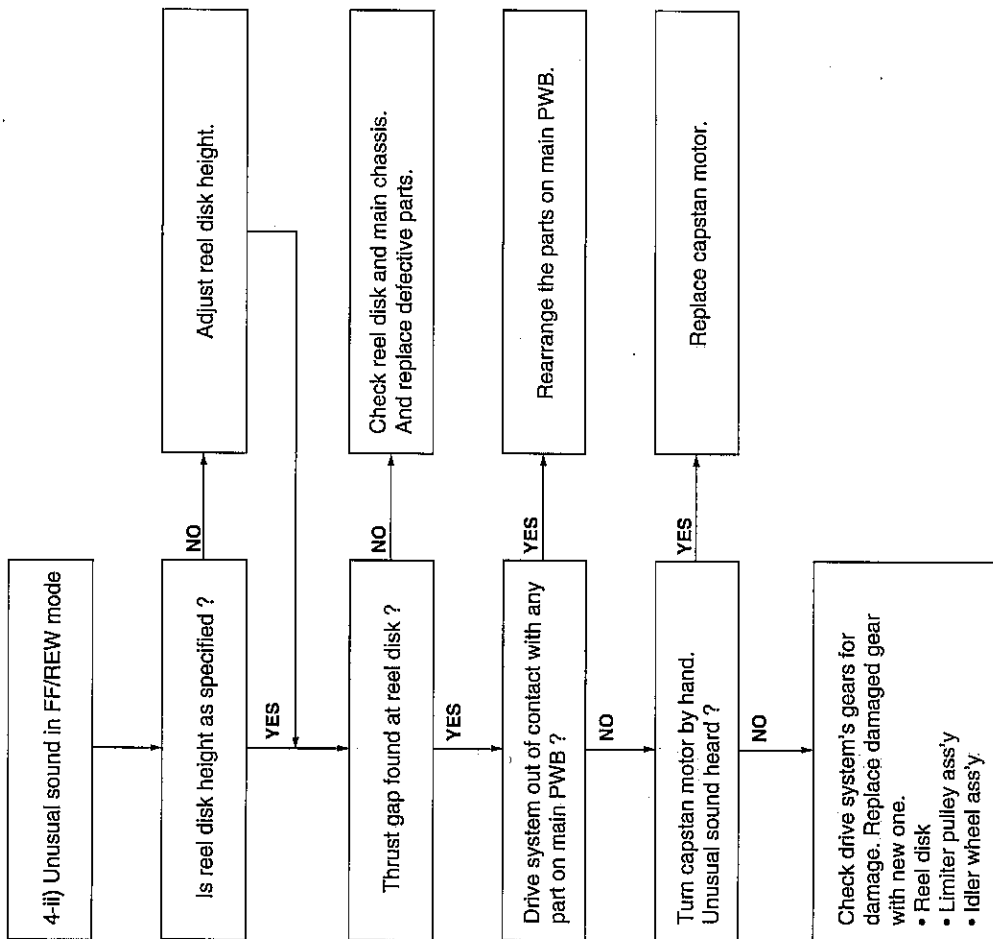 4-ii) Unusual sound in FF/REW mode
Is reel disk height as specified ?
NO
Adjust reel disk height.
YES
Thrust gap found at reel disk ?
NO
Check reel disk and main chassis.
And replace defective parts.
YES
Drive system out of contact with any
part on main PWB ?
YES
Rearrange the parts on main PWB.
NO
Turn capstan motor by hand.
Unusual sound heard ?
YES
Replace capstan motor.
NO
Check drive system's gears for
damage. Replace damaged gear
with new one.
• Reel disk
• Limiter pulley ass'y
• Idler wheel ass'y.